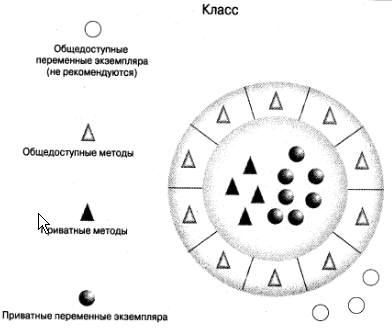 Класс
Общедоступные
переменные экземпляра
(не рекомендуются)
Общедоступные методы
Приватные методы
Приватные переменные экземпляра